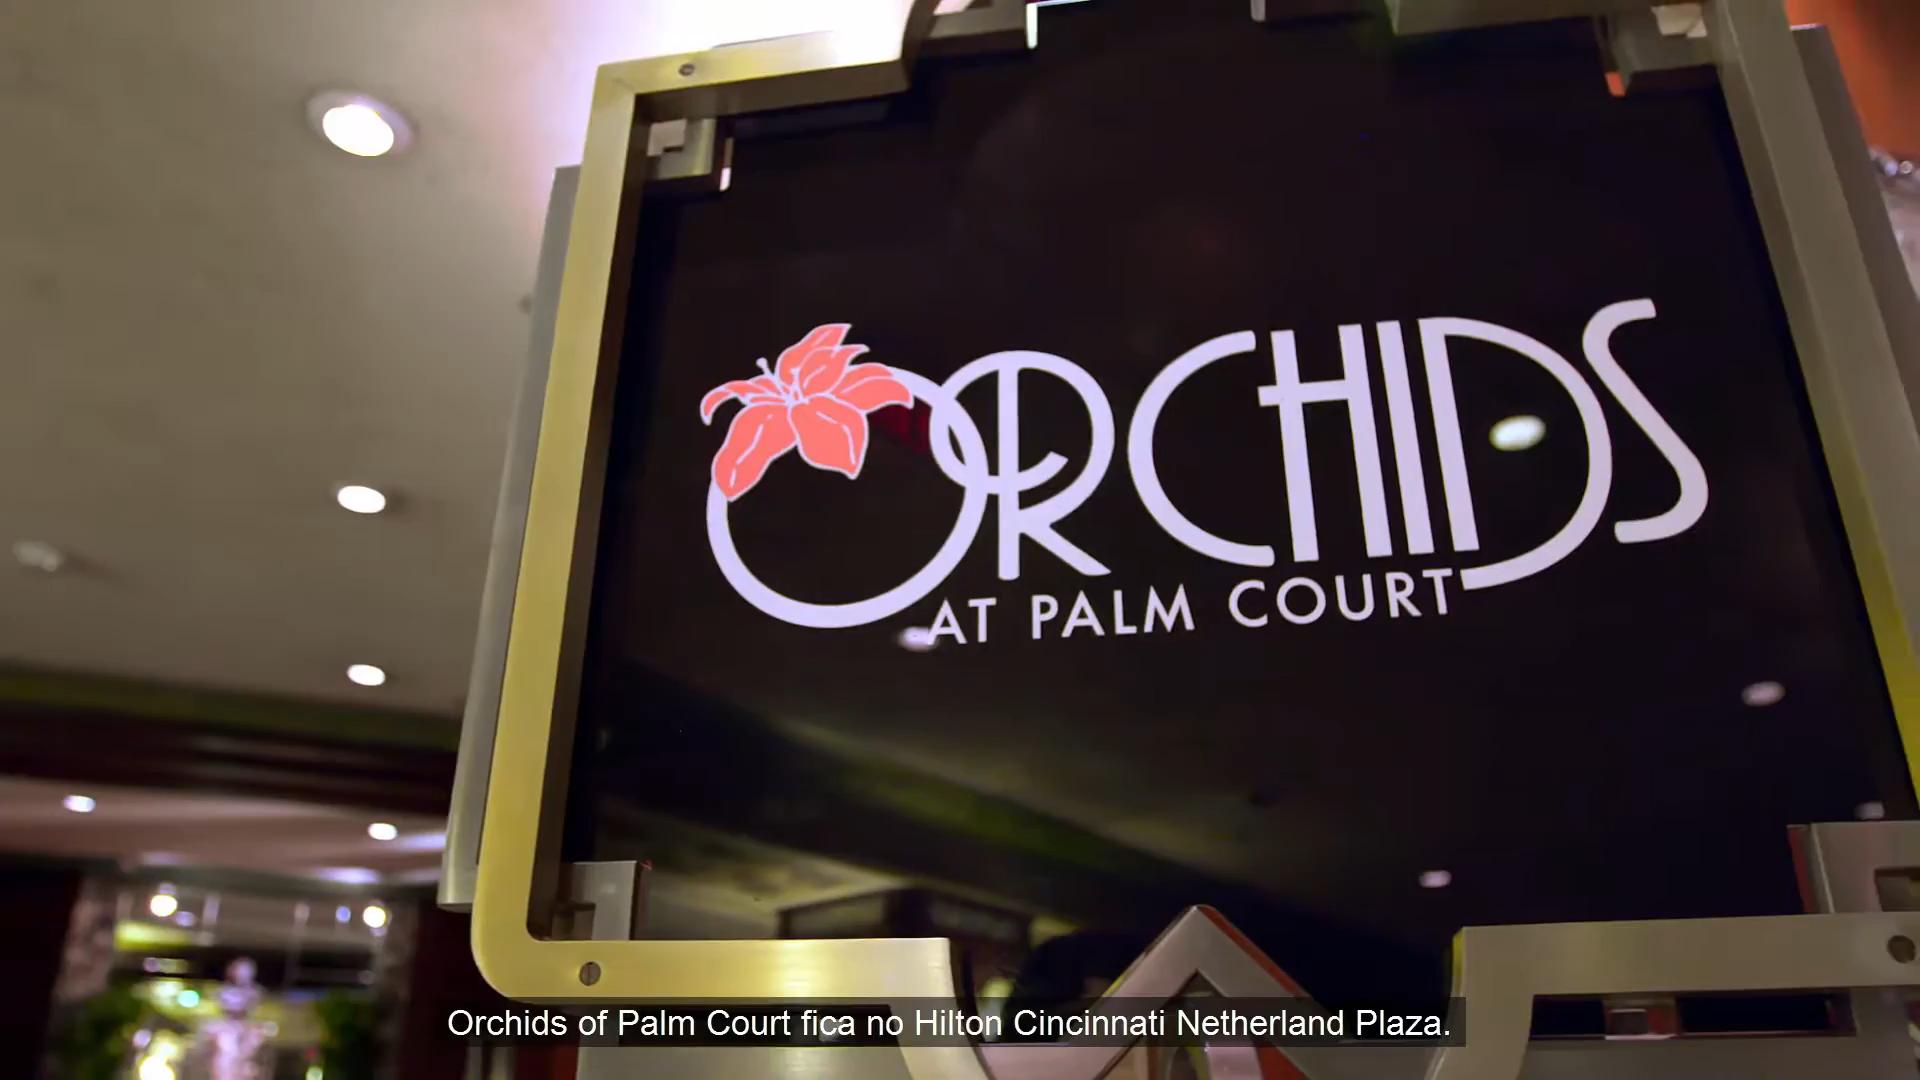 ORCHIDS
AT PALM COURT
Orchids of Palm Court fica no Hilton Cincinnati Netherland Plaza.